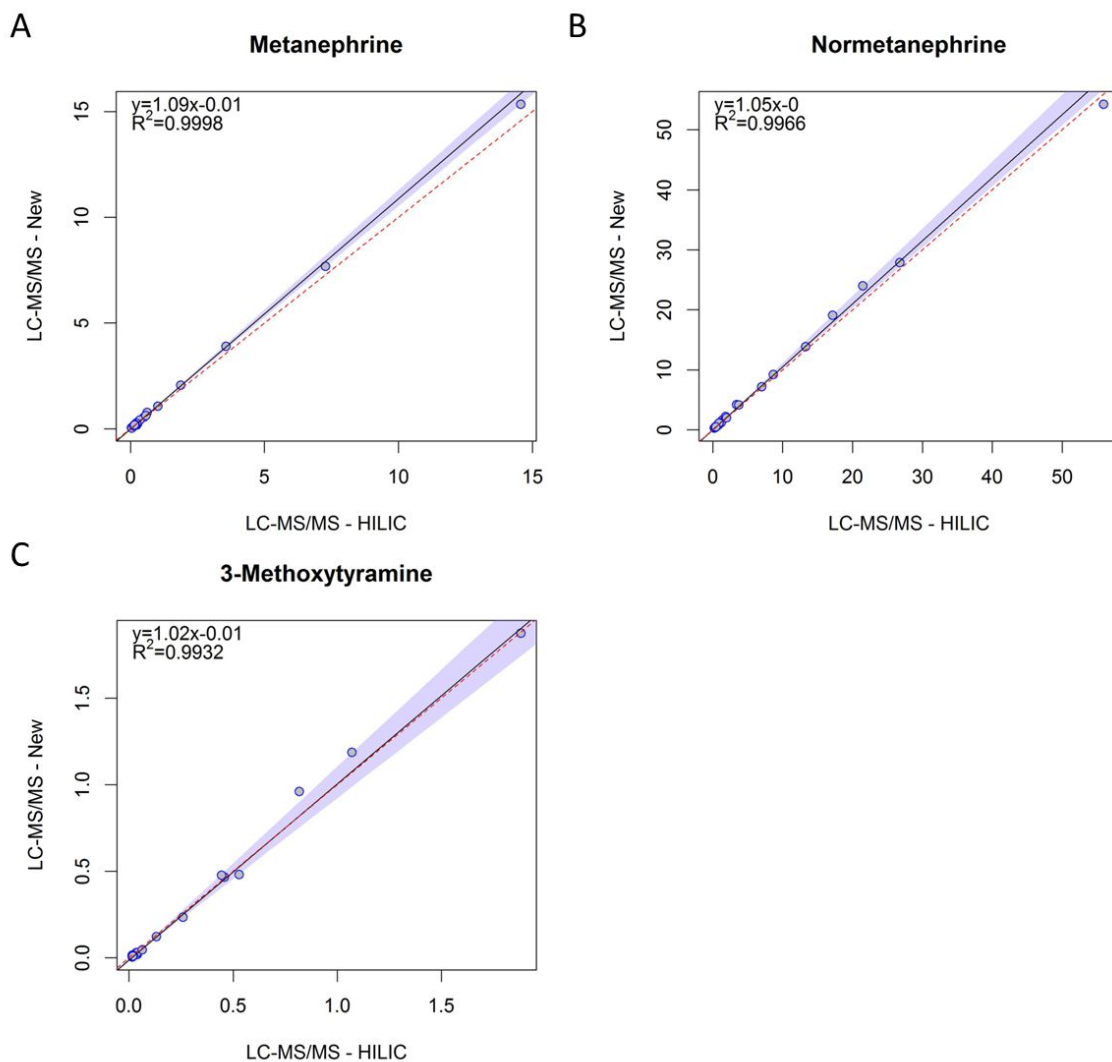 A
Metanephrine
y=1.09x-0.01
R²=0.9998
15
10
5
0
LC-MS/MS - New
0 5 10 15
LC-MS/MS - HILIC
B
Normetanephrine
y=1.05x-0
R²=0.9966
50
40
30
20
10
0
LC-MS/MS - New
0 10 20 30 40 50
LC-MS/MS - HILIC
C
3-Methoxytyramine
y=1.02x-0.01
R²=0.9932
1.5
1.0
0.5
0.0
LC-MS/MS - New
0.0 0.5 1.0 1.5
LC-MS/MS - HILIC